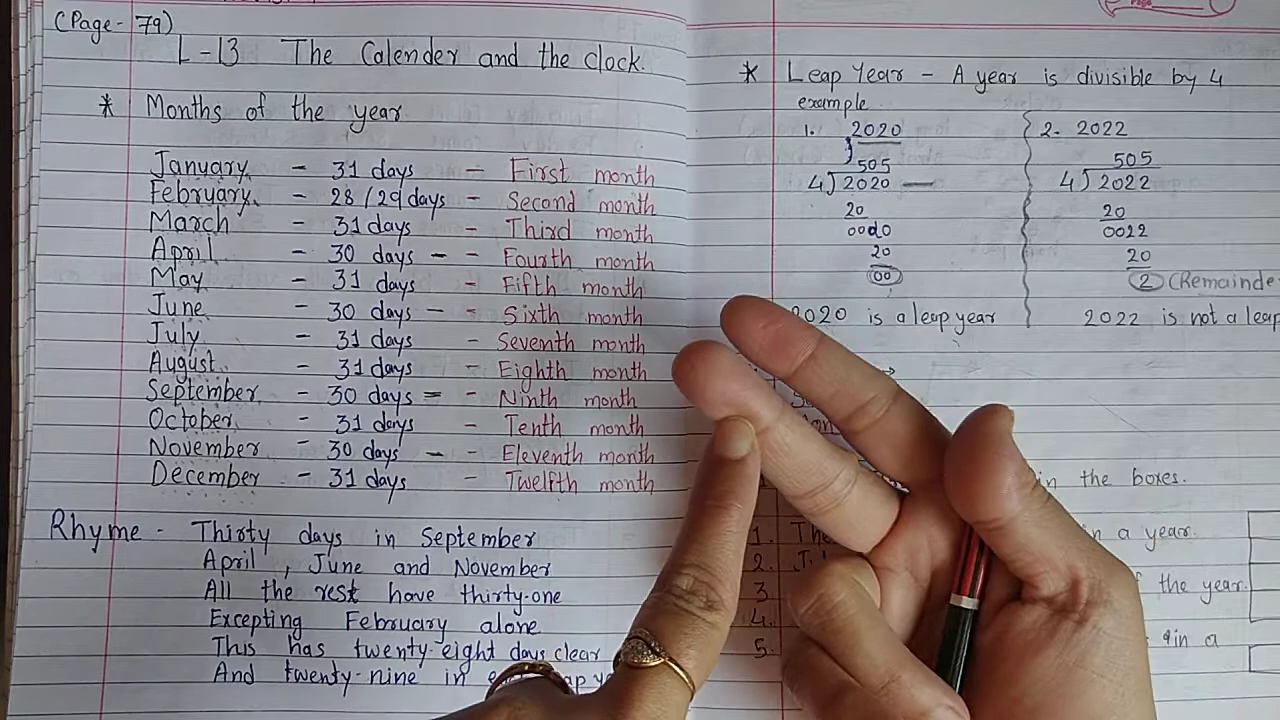 (Page - 79)
L-13 The Calender and the clock.
* Months of the year
January - 31 days - First month
February - 28/29 days - Second month
March - 31 days - Third month
April - 30 days - - Fourth month
May - 31 days - Fifth month
June - 30 days - - Sixth month
July - 31 days - Seventh month
August - 31 days - Eighth month
September - 30 days = - Ninth month
October - 31 days - Tenth month
November - 30 days - - Eleventh month
December - 31 days - Twelfth month
Rhyme - Thirty days in September
April, June and November
All the rest have thirty-one
Excepting February alone
This has twenty-eight days clear
And twenty-nine in
* Leap Year - A year is divisible by 4
example
1. 2020
505
4)2020
20
0020
20
00
2020 is a leap year
2. 2022
505
4)2022
20
0022
20
2 (Remainde
2022 is not a leap
in the boxes.
1. in a year.
2. the year.
3
4.
5. in a